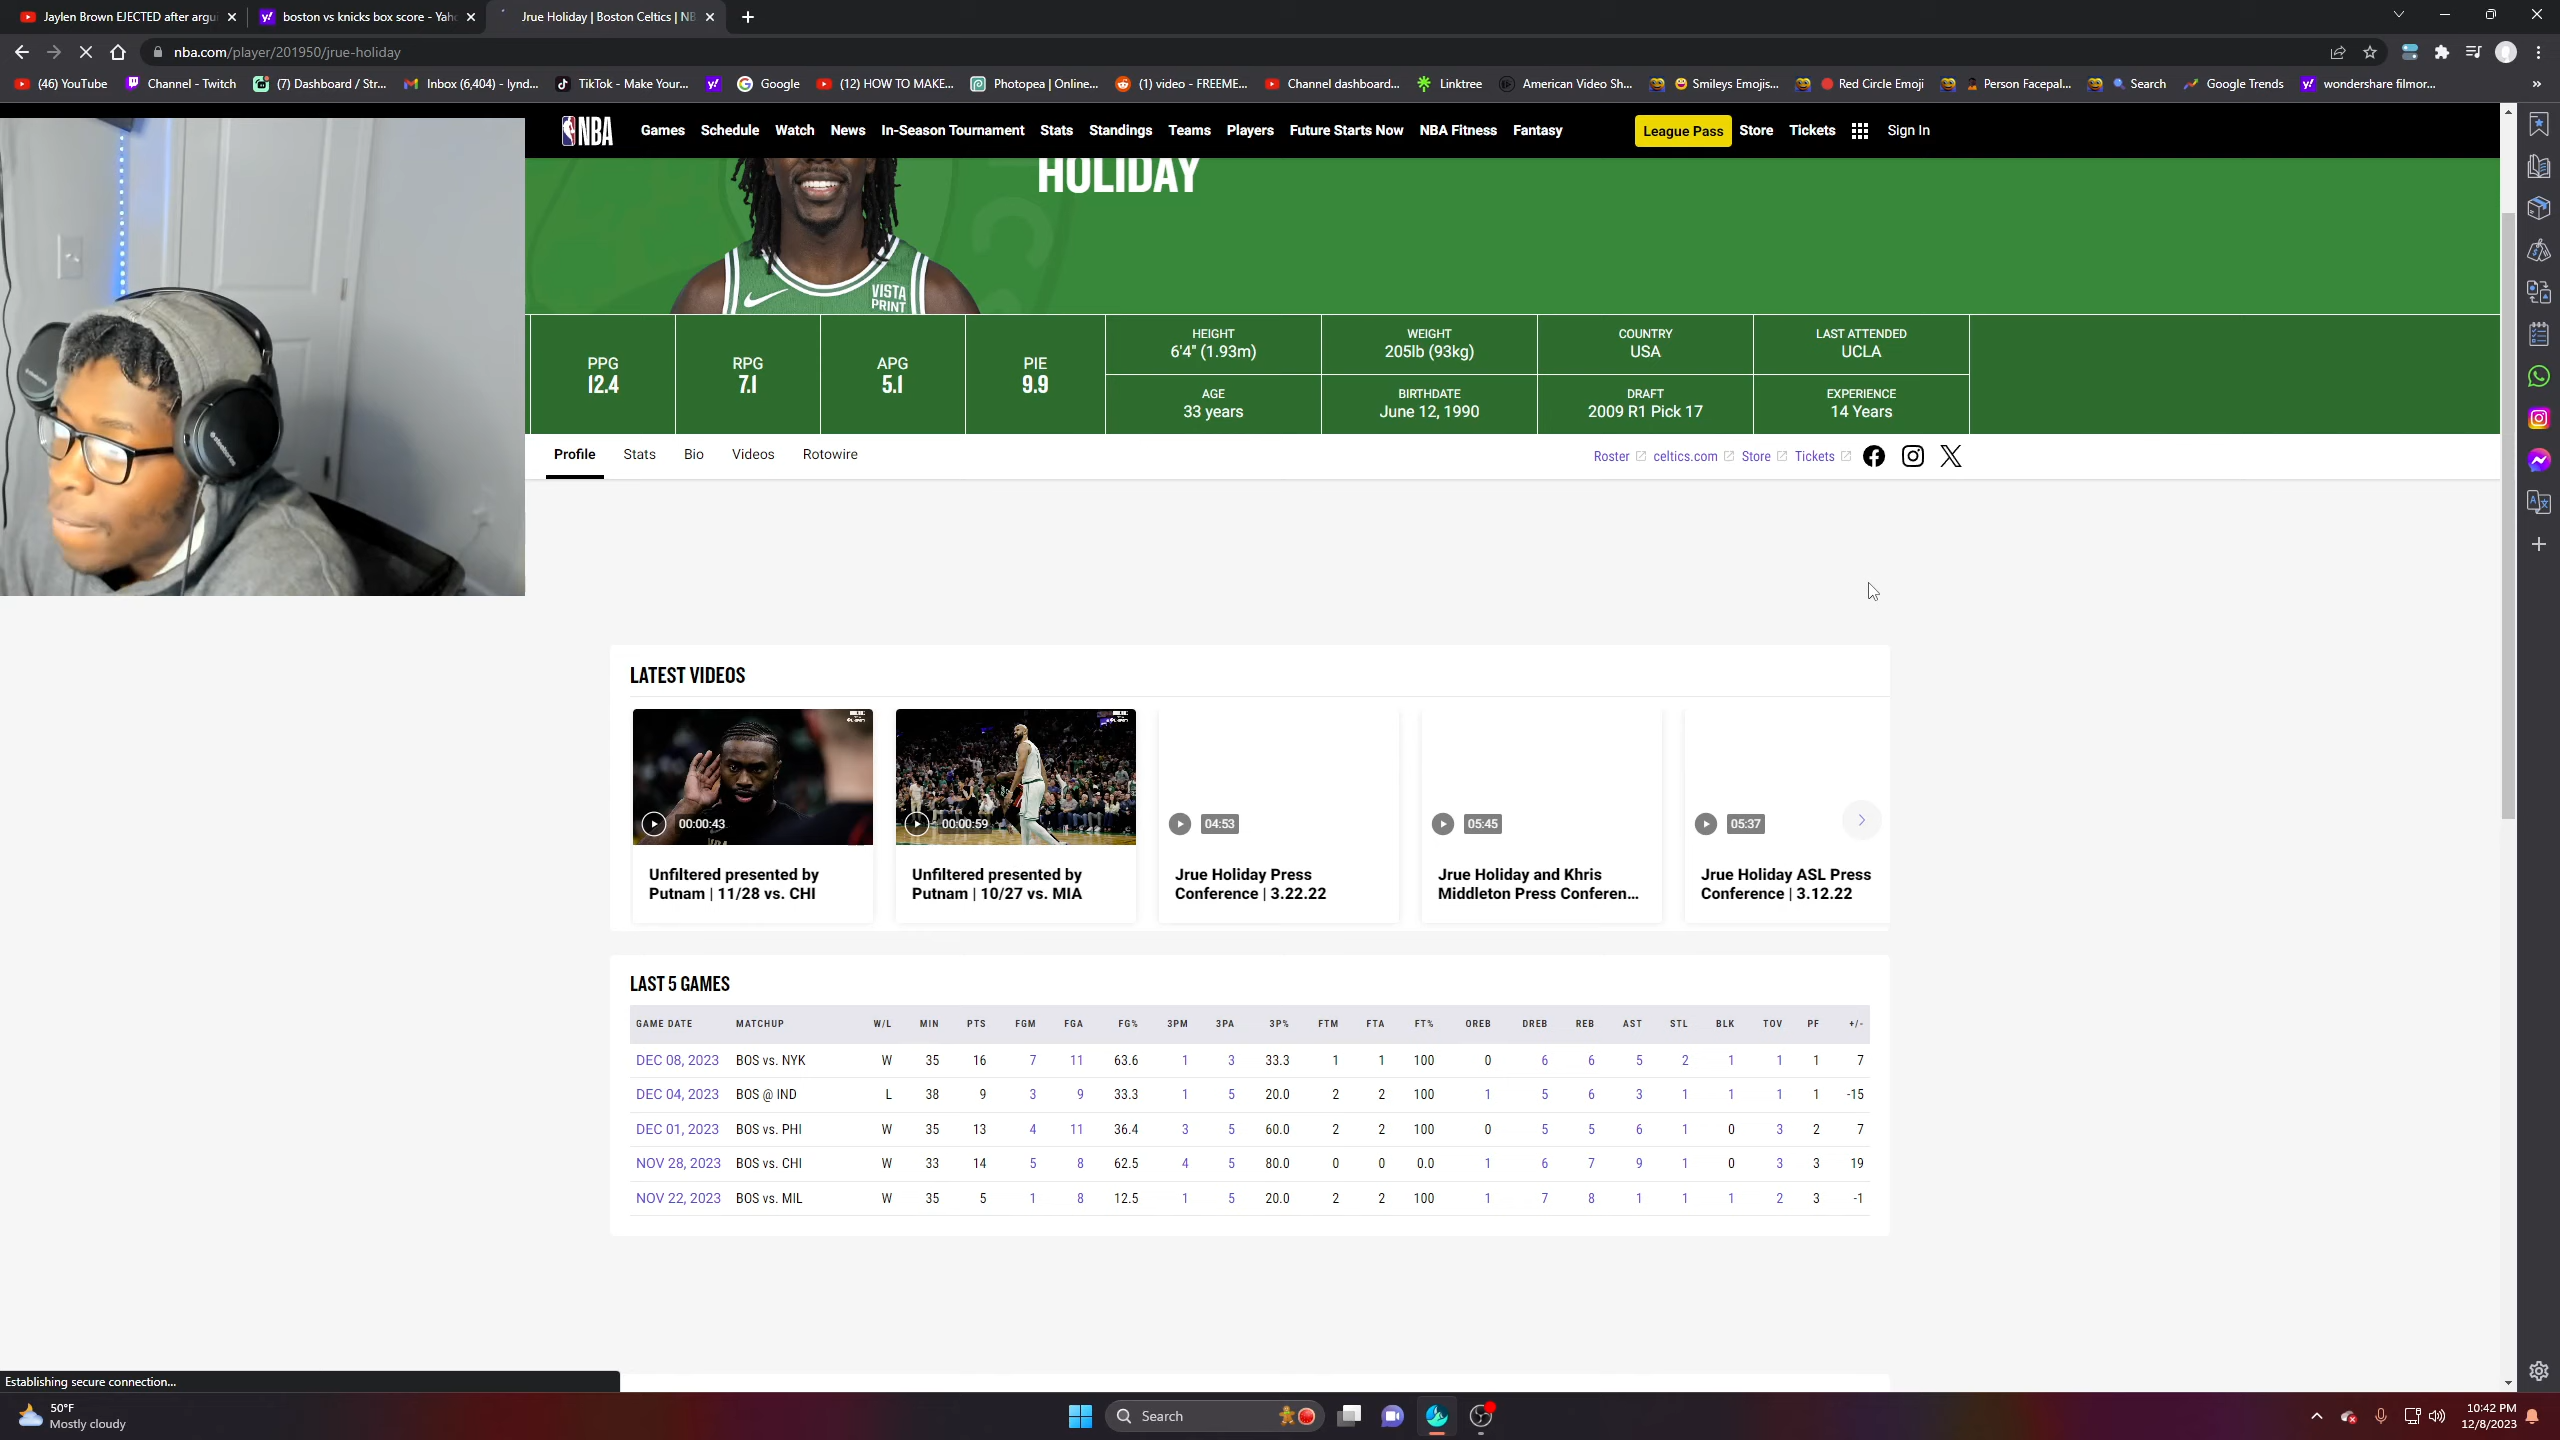 Jaylen Brown EJECTED after argui
boston vs knicks box score - Yaho
Jrue Holiday | Boston Celtics | NB
nba.com/player/201950/jrue-holiday
(46) YouTube Channel - Twitch (7) Dashboard / Str... Inbox (6,404) - lynd... TikTok - Make Your... Google (12) HOW TO MAKE... Photopea | Online... (1) video - FREEME... Channel dashboard... Linktree American Video Sh... Smileys Emojis... Red Circle Emoji Person Facepal... Search Google Trends wondershare filmor...
NBA Games Schedule Watch News In-Season Tournament Stats Standings Teams Players Future Starts Now NBA Fitness Fantasy League Pass Store Tickets Sign In
HOLIDAY
VISTA
PRINT
PPG
12.4
RPG
7.1
APG
5.1
PIE
9.9
HEIGHT
6'4" (1.93m)
WEIGHT
205lb (93kg)
COUNTRY
USA
LAST ATTENDED
UCLA
AGE
33 years
BIRTHDATE
June 12, 1990
DRAFT
2009 R1 Pick 17
EXPERIENCE
14 Years
Profile Stats Bio Videos Rotowire Roster celtics.com Store Tickets
LATEST VIDEOS
00:00:43
Unfiltered presented by
Putnam | 11/28 vs. CHI
00:00:59
Unfiltered presented by
Putnam | 10/27 vs. MIA
04:53
Jrue Holiday Press
Conference | 3.22.22
05:45
Jrue Holiday and Khris
Middleton Press Conferen...
05:37
Jrue Holiday ASL Press
Conference | 3.12.22
LAST 5 GAMES
GAME DATE MATCHUP W/L MIN PTS FGM FGA FG% 3PM 3PA 3P% FTM FTA FT% OREB DREB REB AST STL BLK TOV PF +/-
DEC 08, 2023 BOS vs. NYK W 35 16 7 11 63.6 1 3 33.3 1 1 100 0 6 6 5 2 1 1 1 7
DEC 04, 2023 BOS @ IND L 38 9 3 9 33.3 1 5 20.0 2 2 100 1 5 6 3 1 1 1 1 -15
DEC 01, 2023 BOS vs. PHI W 35 13 4 11 36.4 3 5 60.0 2 2 100 0 5 5 6 1 0 3 2 7
NOV 28, 2023 BOS vs. CHI W 33 14 5 8 62.5 4 5 80.0 0 0 0.0 1 6 7 9 1 0 3 3 19
NOV 22, 2023 BOS vs. MIL W 35 5 1 8 12.5 1 5 20.0 2 2 100 1 7 8 1 1 1 2 3 -1
Establishing secure connection...
50°F
Mostly cloudy
Search
10:42 PM
12/8/2023